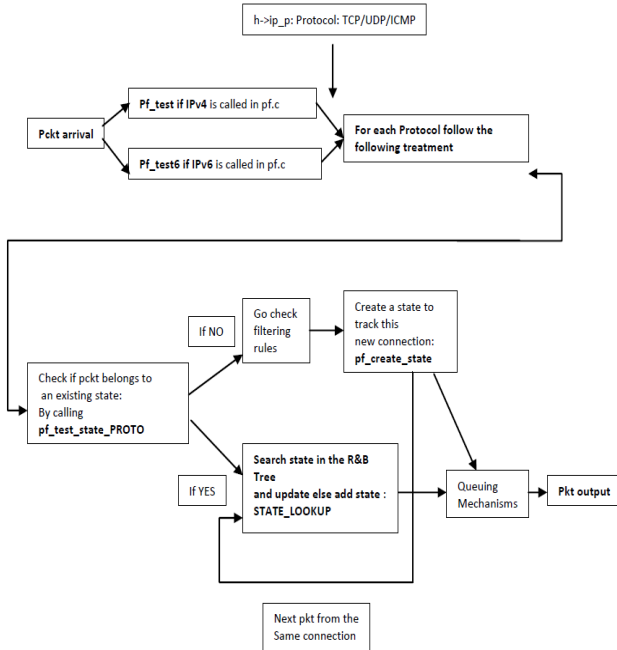 h->ip_p: Protocol: TCP/UDP/ICMP
Pf_test if IPv4 is called in pf.c
Pckt arrival
For each Protocol follow the
following treatment
Pf_test6 if IPv6 is called in pf.c
If NO
Go check
filtering
rules
Create a state to
track this
new connection:
pf_create_state
Check if pckt belongs to
an existing state:
By calling
pf_test_state_PROTO
If YES
Search state in the R&B
Tree
and update else add state :
STATE_LOOKUP
Queuing
Mechanisms
Pkt output
Next pkt from the
Same connection